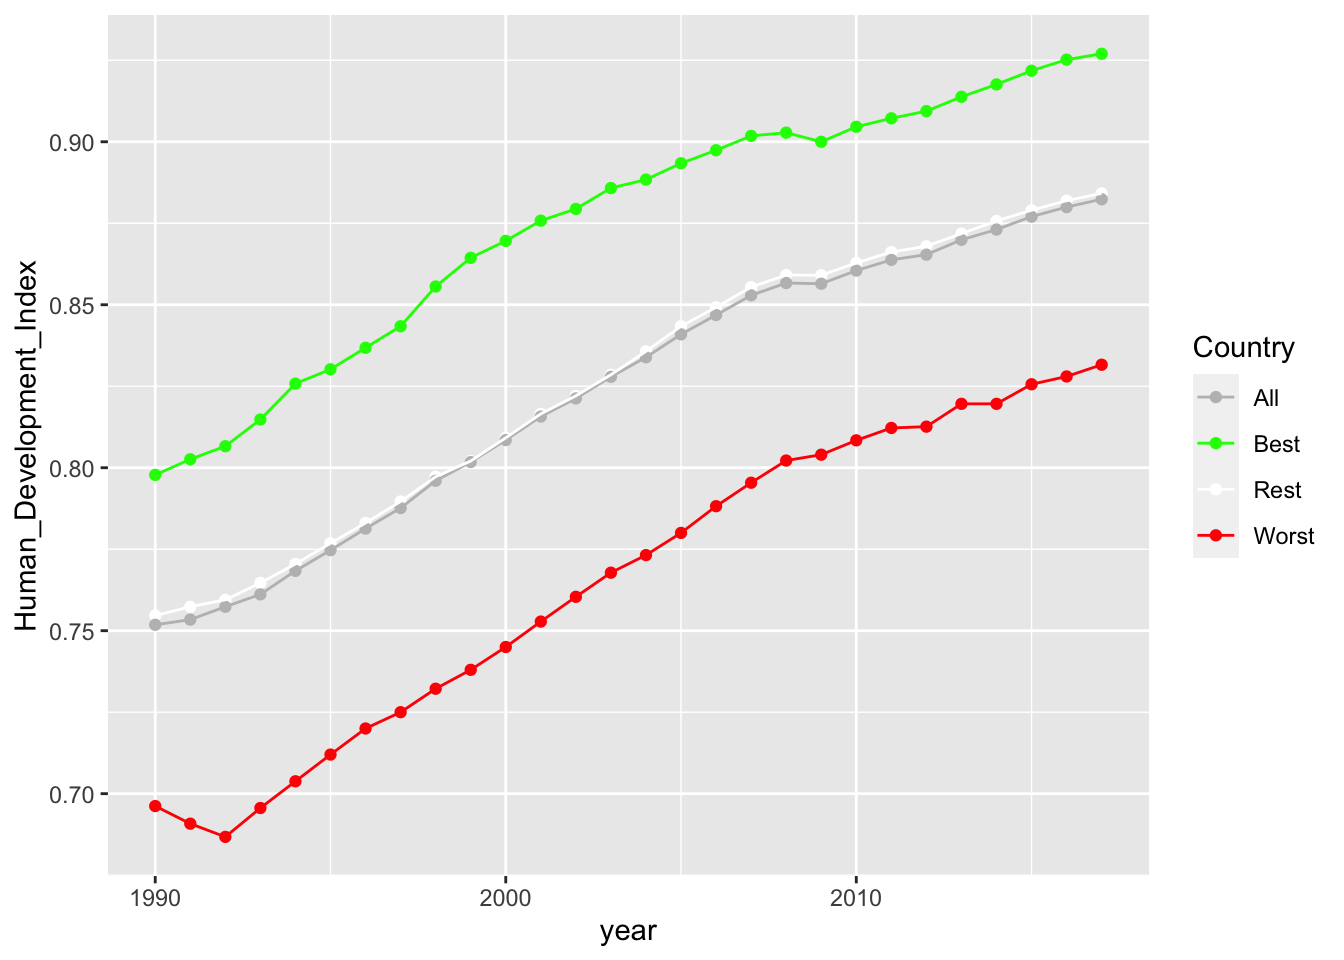 Human_Development_Index
0.90
0.85
0.80
0.75
0.70
1990
2000
2010
year
Country
All
Best
Rest
Worst